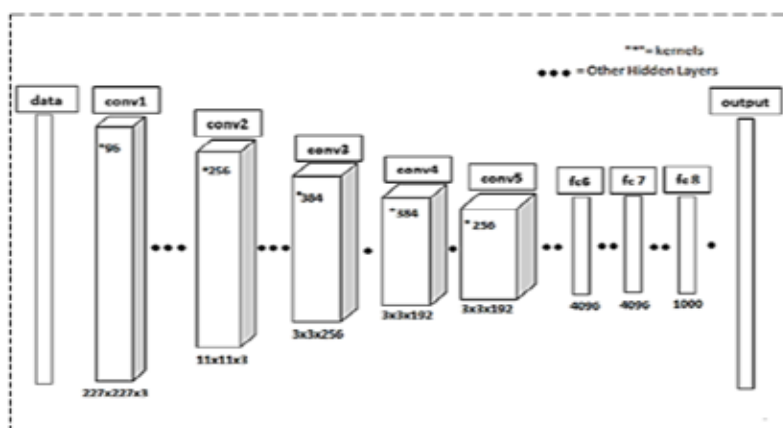 "*"= kernels
●●● = Other Hidden Layers
data
conv1
conv2
conv3
conv4
conv5
fc6
fc 7
fc 8
output
*96
*256
*384
*384
*256
227x227x3
11x11x3
3x3x256
3x3x192
3x3x192
4096
4096
1000